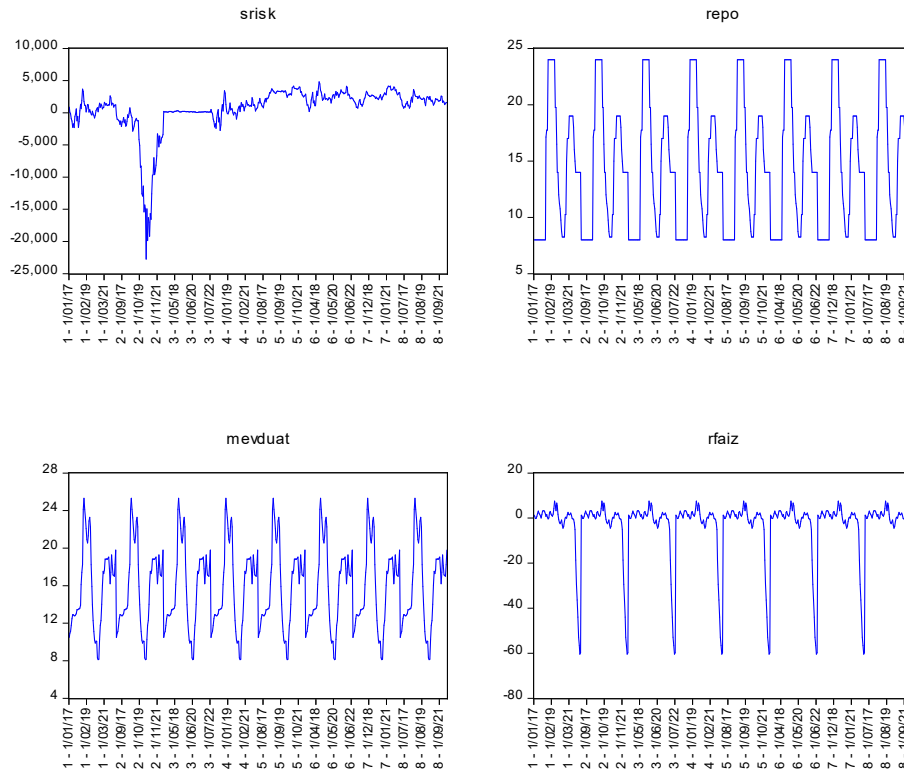 srisk
10,000
5,000
0
-5,000
-10,000
-15,000
-20,000
-25,000
1 - 1/01/17
1 - 1/02/19
1 - 1/03/21
2 - 1/09/17
2 - 1/10/19
2 - 1/11/21
3 - 1/05/18
3 - 1/06/20
3 - 1/07/22
4 - 1/01/19
4 - 1/02/21
5 - 1/08/17
5 - 1/09/19
5 - 1/10/21
6 - 1/04/18
6 - 1/05/20
6 - 1/06/22
7 - 1/12/18
7 - 1/01/21
8 - 1/07/17
8 - 1/08/19
8 - 1/09/21
repo
25
20
15
10
5
1 - 1/01/17
1 - 1/02/19
1 - 1/03/21
2 - 1/09/17
2 - 1/10/19
2 - 1/11/21
3 - 1/05/18
3 - 1/06/20
3 - 1/07/22
4 - 1/01/19
4 - 1/02/21
5 - 1/08/17
5 - 1/09/19
5 - 1/10/21
6 - 1/04/18
6 - 1/05/20
6 - 1/06/22
7 - 1/12/18
7 - 1/01/21
8 - 1/07/17
8 - 1/08/19
8 - 1/09/21
mevduat
28
24
20
16
12
8
4
1 - 1/01/17
1 - 1/02/19
1 - 1/03/21
2 - 1/09/17
2 - 1/10/19
2 - 1/11/21
3 - 1/05/18
3 - 1/06/20
3 - 1/07/22
4 - 1/01/19
4 - 1/02/21
5 - 1/08/17
5 - 1/09/19
5 - 1/10/21
6 - 1/04/18
6 - 1/05/20
6 - 1/06/22
7 - 1/12/18
7 - 1/01/21
8 - 1/07/17
8 - 1/08/19
8 - 1/09/21
rfaiz
20
0
-20
-40
-60
-80
1 - 1/01/17
1 - 1/02/19
1 - 1/03/21
2 - 1/09/17
2 - 1/10/19
2 - 1/11/21
3 - 1/05/18
3 - 1/06/20
3 - 1/07/22
4 - 1/01/19
4 - 1/02/21
5 - 1/08/17
5 - 1/09/19
5 - 1/10/21
6 - 1/04/18
6 - 1/05/20
6 - 1/06/22
7 - 1/12/18
7 - 1/01/21
8 - 1/07/17
8 - 1/08/19
8 - 1/09/21